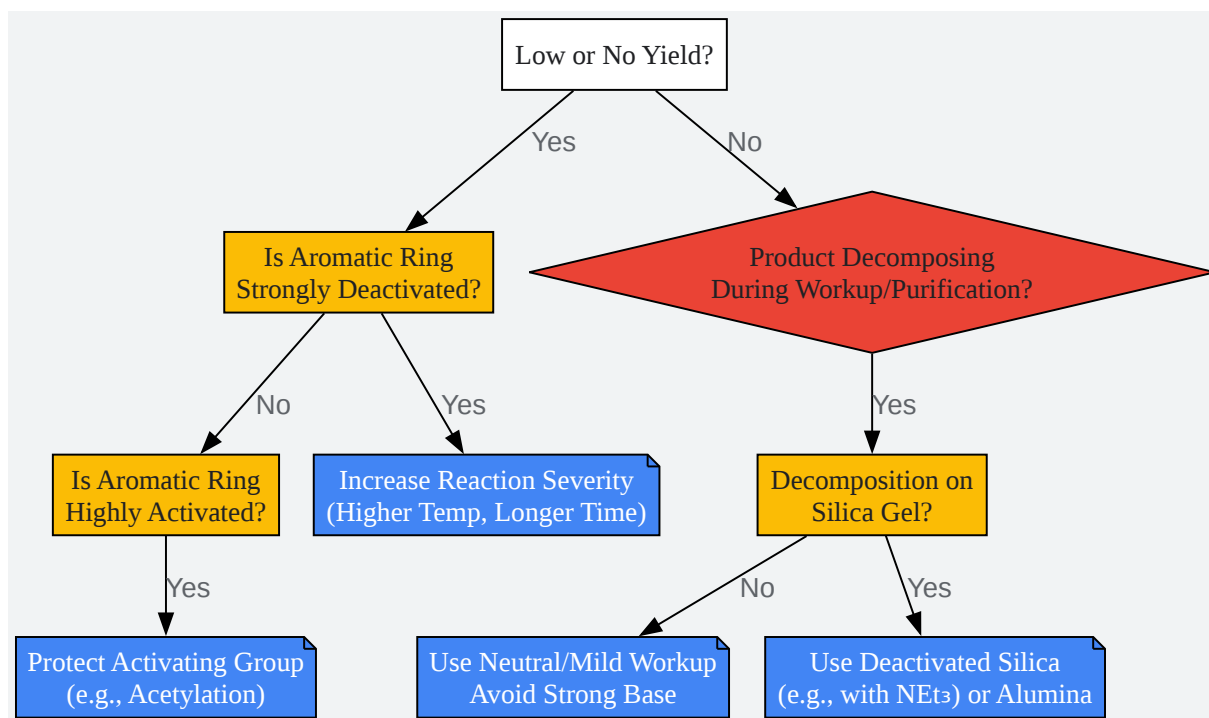 Low or No Yield?
Yes
No
Is Aromatic Ring
Strongly Deactivated?
Product Decomposing
During Workup/Purification?
No
Yes
Yes
Is Aromatic Ring
Highly Activated?
Increase Reaction Severity
(Higher Temp, Longer Time)
Decomposition on
Silica Gel?
Yes
No
Yes
Protect Activating Group
(e.g., Acetylation)
Use Neutral/Mild Workup
Avoid Strong Base
Use Deactivated Silica
(e.g., with NEt₃) or Alumina